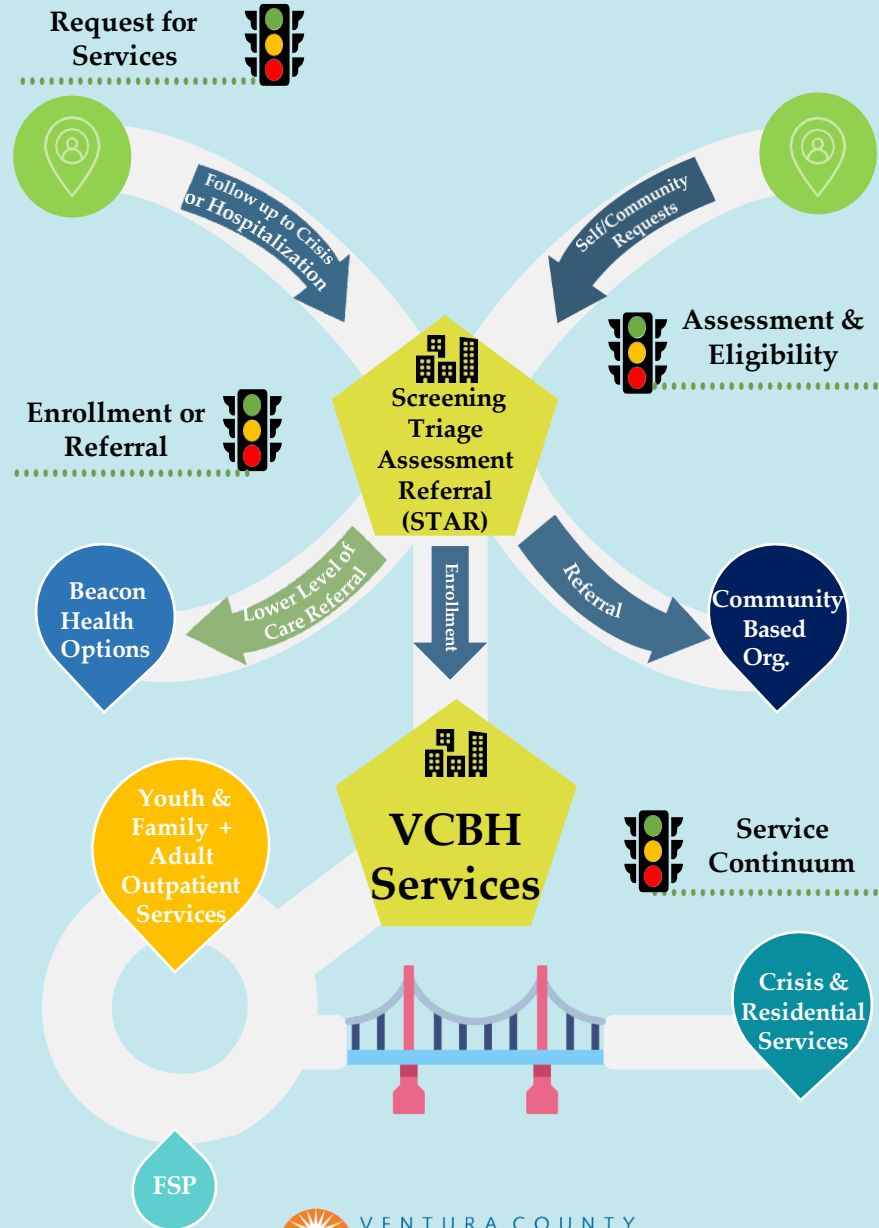 Request for
Services
Follow up to Crisis
or Hospitalization
Self/Community
Requests
Assessment &
Eligibility
Screening
Triage
Assessment
Referral
(STAR)
Enrollment or
Referral
Lower Level of
Care Referral
Enrollment
Referral
Beacon
Health
Options
Community
Based
Org.
VCBH
Services
Youth &
Family +
Adult
Outpatient
Services
Service
Continuum
Crisis &
Residential
Services
FSP
VENTURA COUNTY